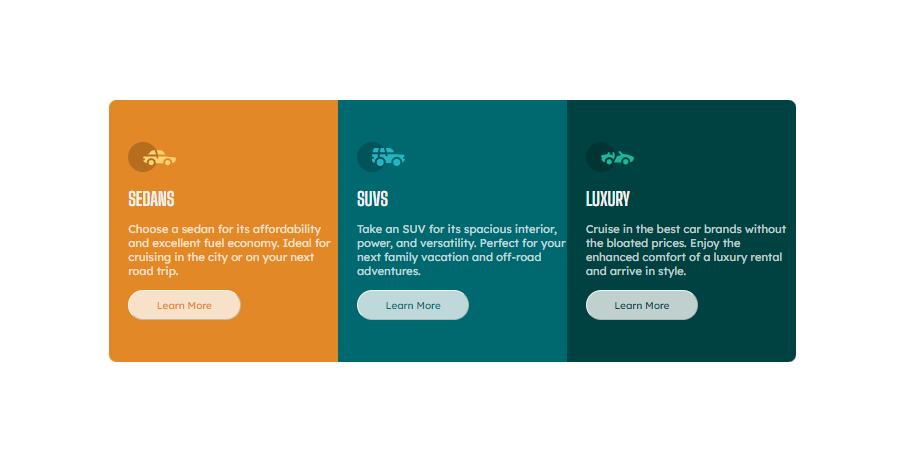 SEDANS
Choose a sedan for its affordability
and excellent fuel economy. Ideal for
cruising in the city or on your next
road trip.
Learn More
SUVS
Take an SUV for its spacious interior,
power, and versatility. Perfect for your
next family vacation and off-road
adventures.
Learn More
LUXURY
Cruise in the best car brands without
the bloated prices. Enjoy the
enhanced comfort of a luxury rental
and arrive in style.
Learn More